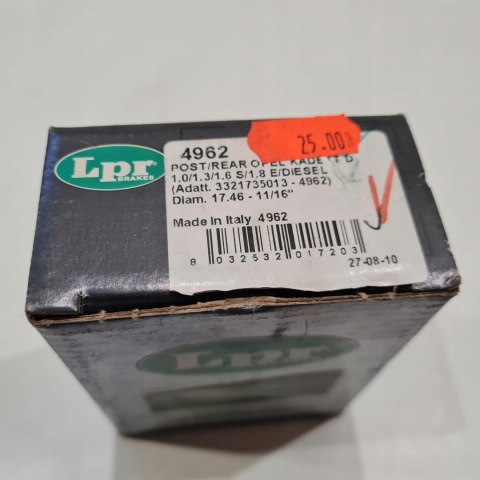 Lpr
BRAKES
4962
25.00
POST/REAR OPEL KADETT D
1.0/1.3/1.6 S/1.8 E/DIESEL
(Adatt. 3321735013 - 4962)
Diam. 17.46 - 11/16"
Made In Italy 4962
8 032532 017203
27-08-10
Lpr